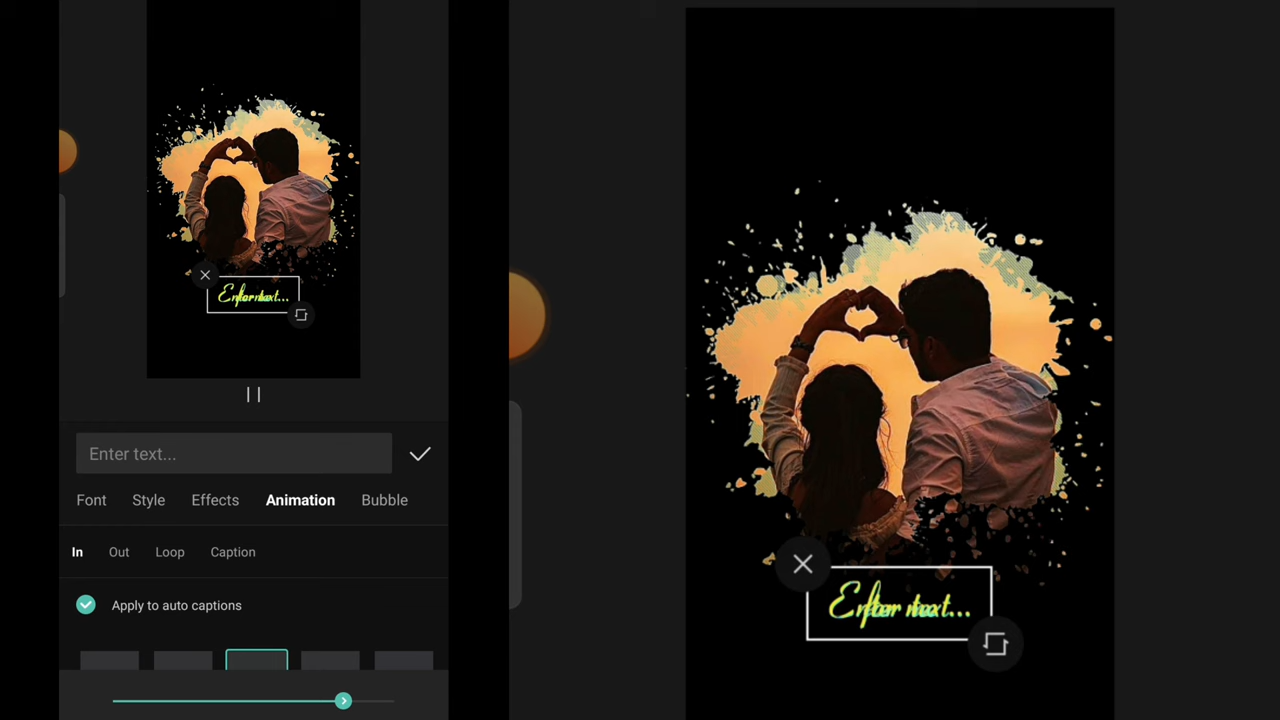 Enter text...
Enter text...
Font Style Effects Animation Bubble
In Out Loop Caption
Apply to auto captions
Enter text...